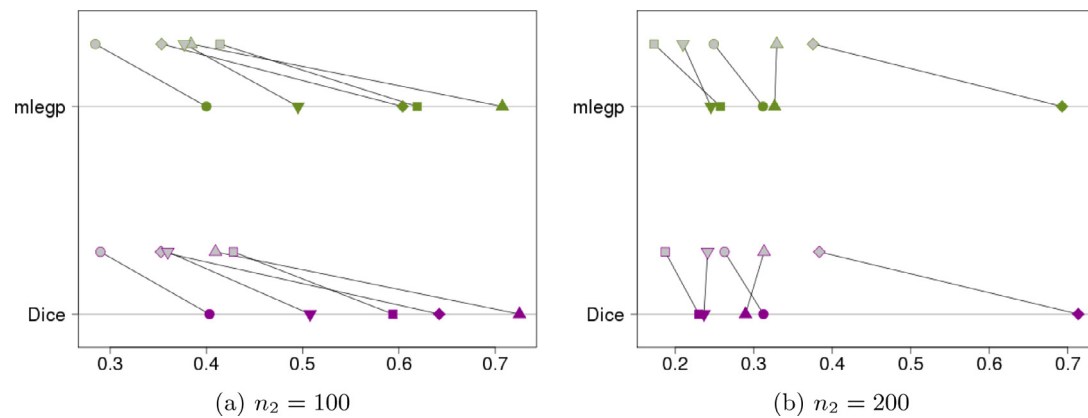 mlegp
Dice
0.3 0.4 0.5 0.6 0.7
(a) n₂ = 100
mlegp
Dice
0.2 0.3 0.4 0.5 0.6 0.7
(b) n₂ = 200